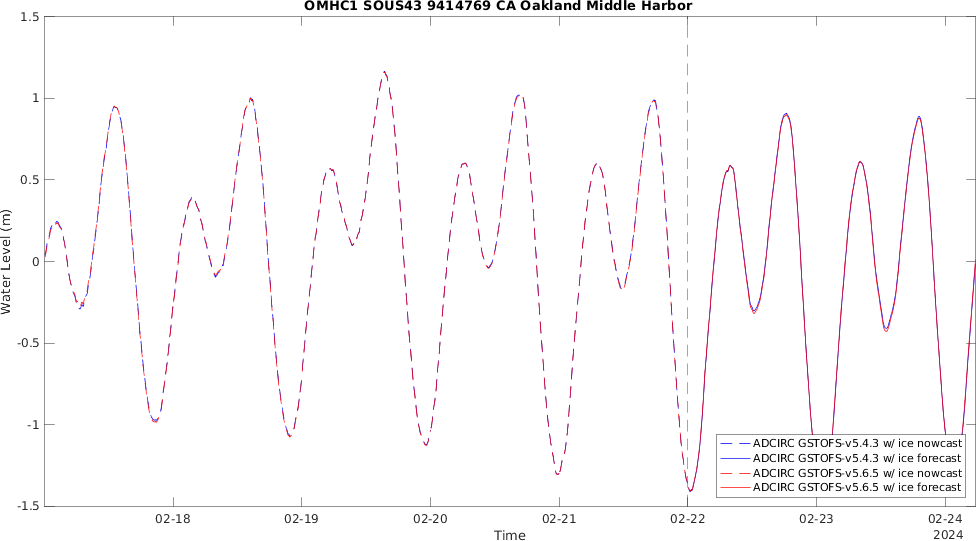 OMHC1 SOUS43 9414769 CA Oakland Middle Harbor
1.5
1
0.5
0
-0.5
-1
-1.5
Water Level (m)
02-18 02-19 02-20 02-21 02-22 02-23 02-24
Time
2024
ADCIRC GSTOFS-v5.4.3 w/ ice nowcast
ADCIRC GSTOFS-v5.4.3 w/ ice forecast
ADCIRC GSTOFS-v5.6.5 w/ ice nowcast
ADCIRC GSTOFS-v5.6.5 w/ ice forecast